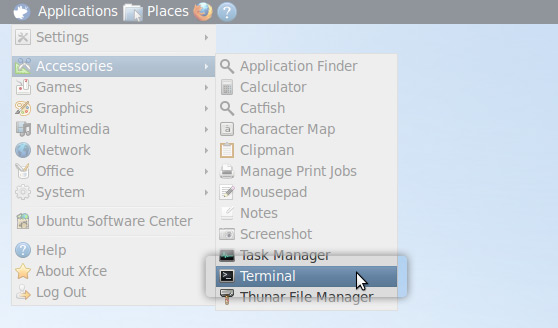 Applications Places
Settings
Accessories
Games
Graphics
Multimedia
Network
Office
System
Ubuntu Software Center
Help
About Xfce
Log Out
Application Finder
Calculator
Catfish
Character Map
Clipman
Manage Print Jobs
Mousepad
Notes
Screenshot
Task Manager
Terminal
Thunar File Manager